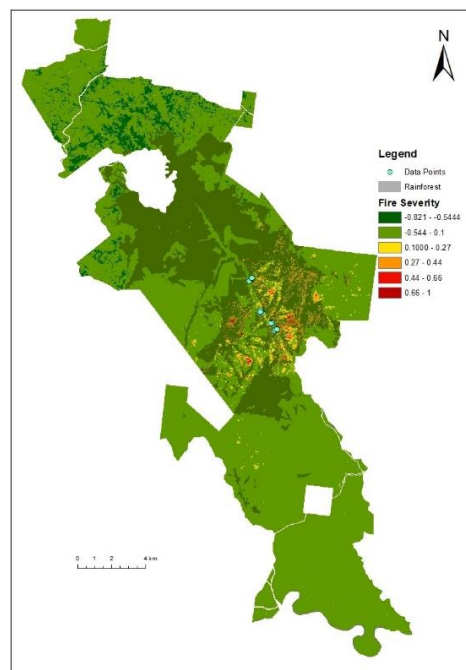 N
Legend
Data Points
Rainforest
Fire Severity
-0.821 - -0.5444
-0.544 - 0.1
0.1000 - 0.27
0.27 - 0.44
0.44 - 0.66
0.66 - 1
0 1 2 4 km